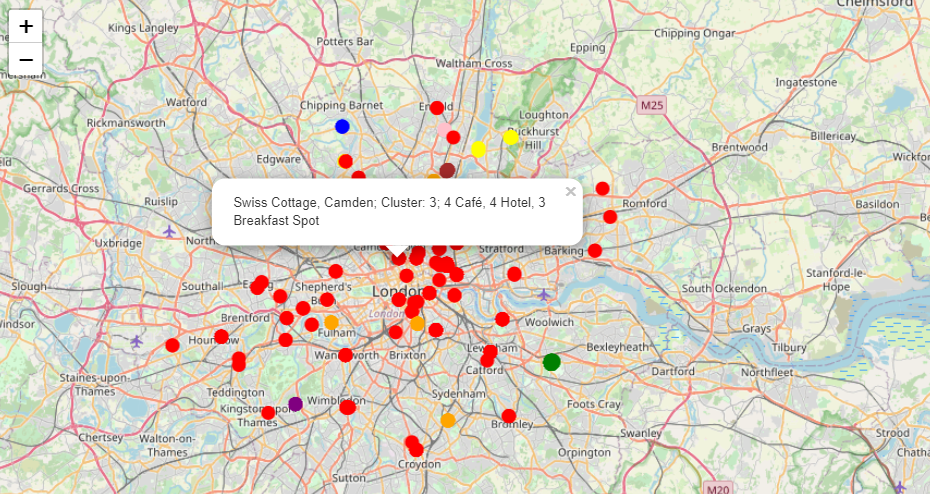 +
−
Kings Langley
Chelmsford
Potters Bar
Epping
Chipping Ongar
Waltham Cross
Ingatestone
M25
Watford
Chipping Barnet
Enfield
Rickmansworth
Loughton
Buckhurst
Hill
Billericay
Brentwood
Edgware
Gerrards Cross
Ruislip
Basildon
Romford
×
Swiss Cottage, Camden; Cluster: 3; 4 Café, 4 Hotel, 3
Breakfast Spot
Uxbridge
Stratford
Barking
Slough
Southall
Shepherd's
London
London
South Ockendon
Stanford-le-
Hope
Brentford
Fulham
Woolwich
Grays
Hounslow
Brixton
Lewisham
Catford
Bexleyheath
Tilbury
Dartford
Northfleet
Staines-upon-
Thames
Teddington
Kingston upon
Thames
Wimbledon
Sydenham
Foots Cray
Bromley
Swanley
Strood
Chertsey
Walton-on-
Thames
Croydon
Orpington
Sutton
M20